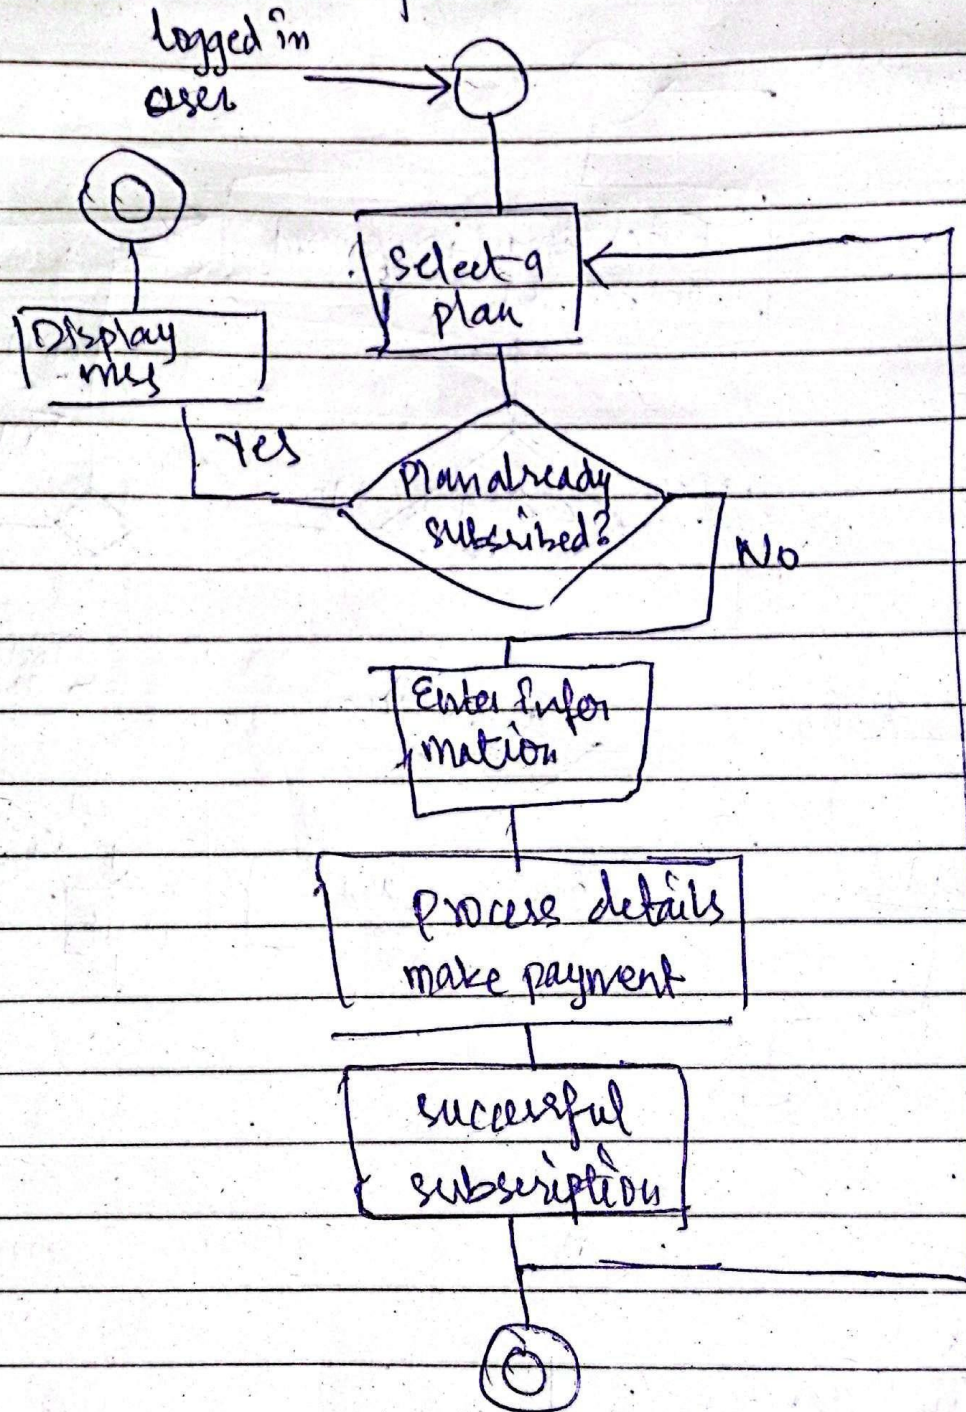 logged in
user
select a
plan
Display
msg
Yes
Plan already
subscribed?
No
Enter infor
mation
process details
make payment
successful
subscription